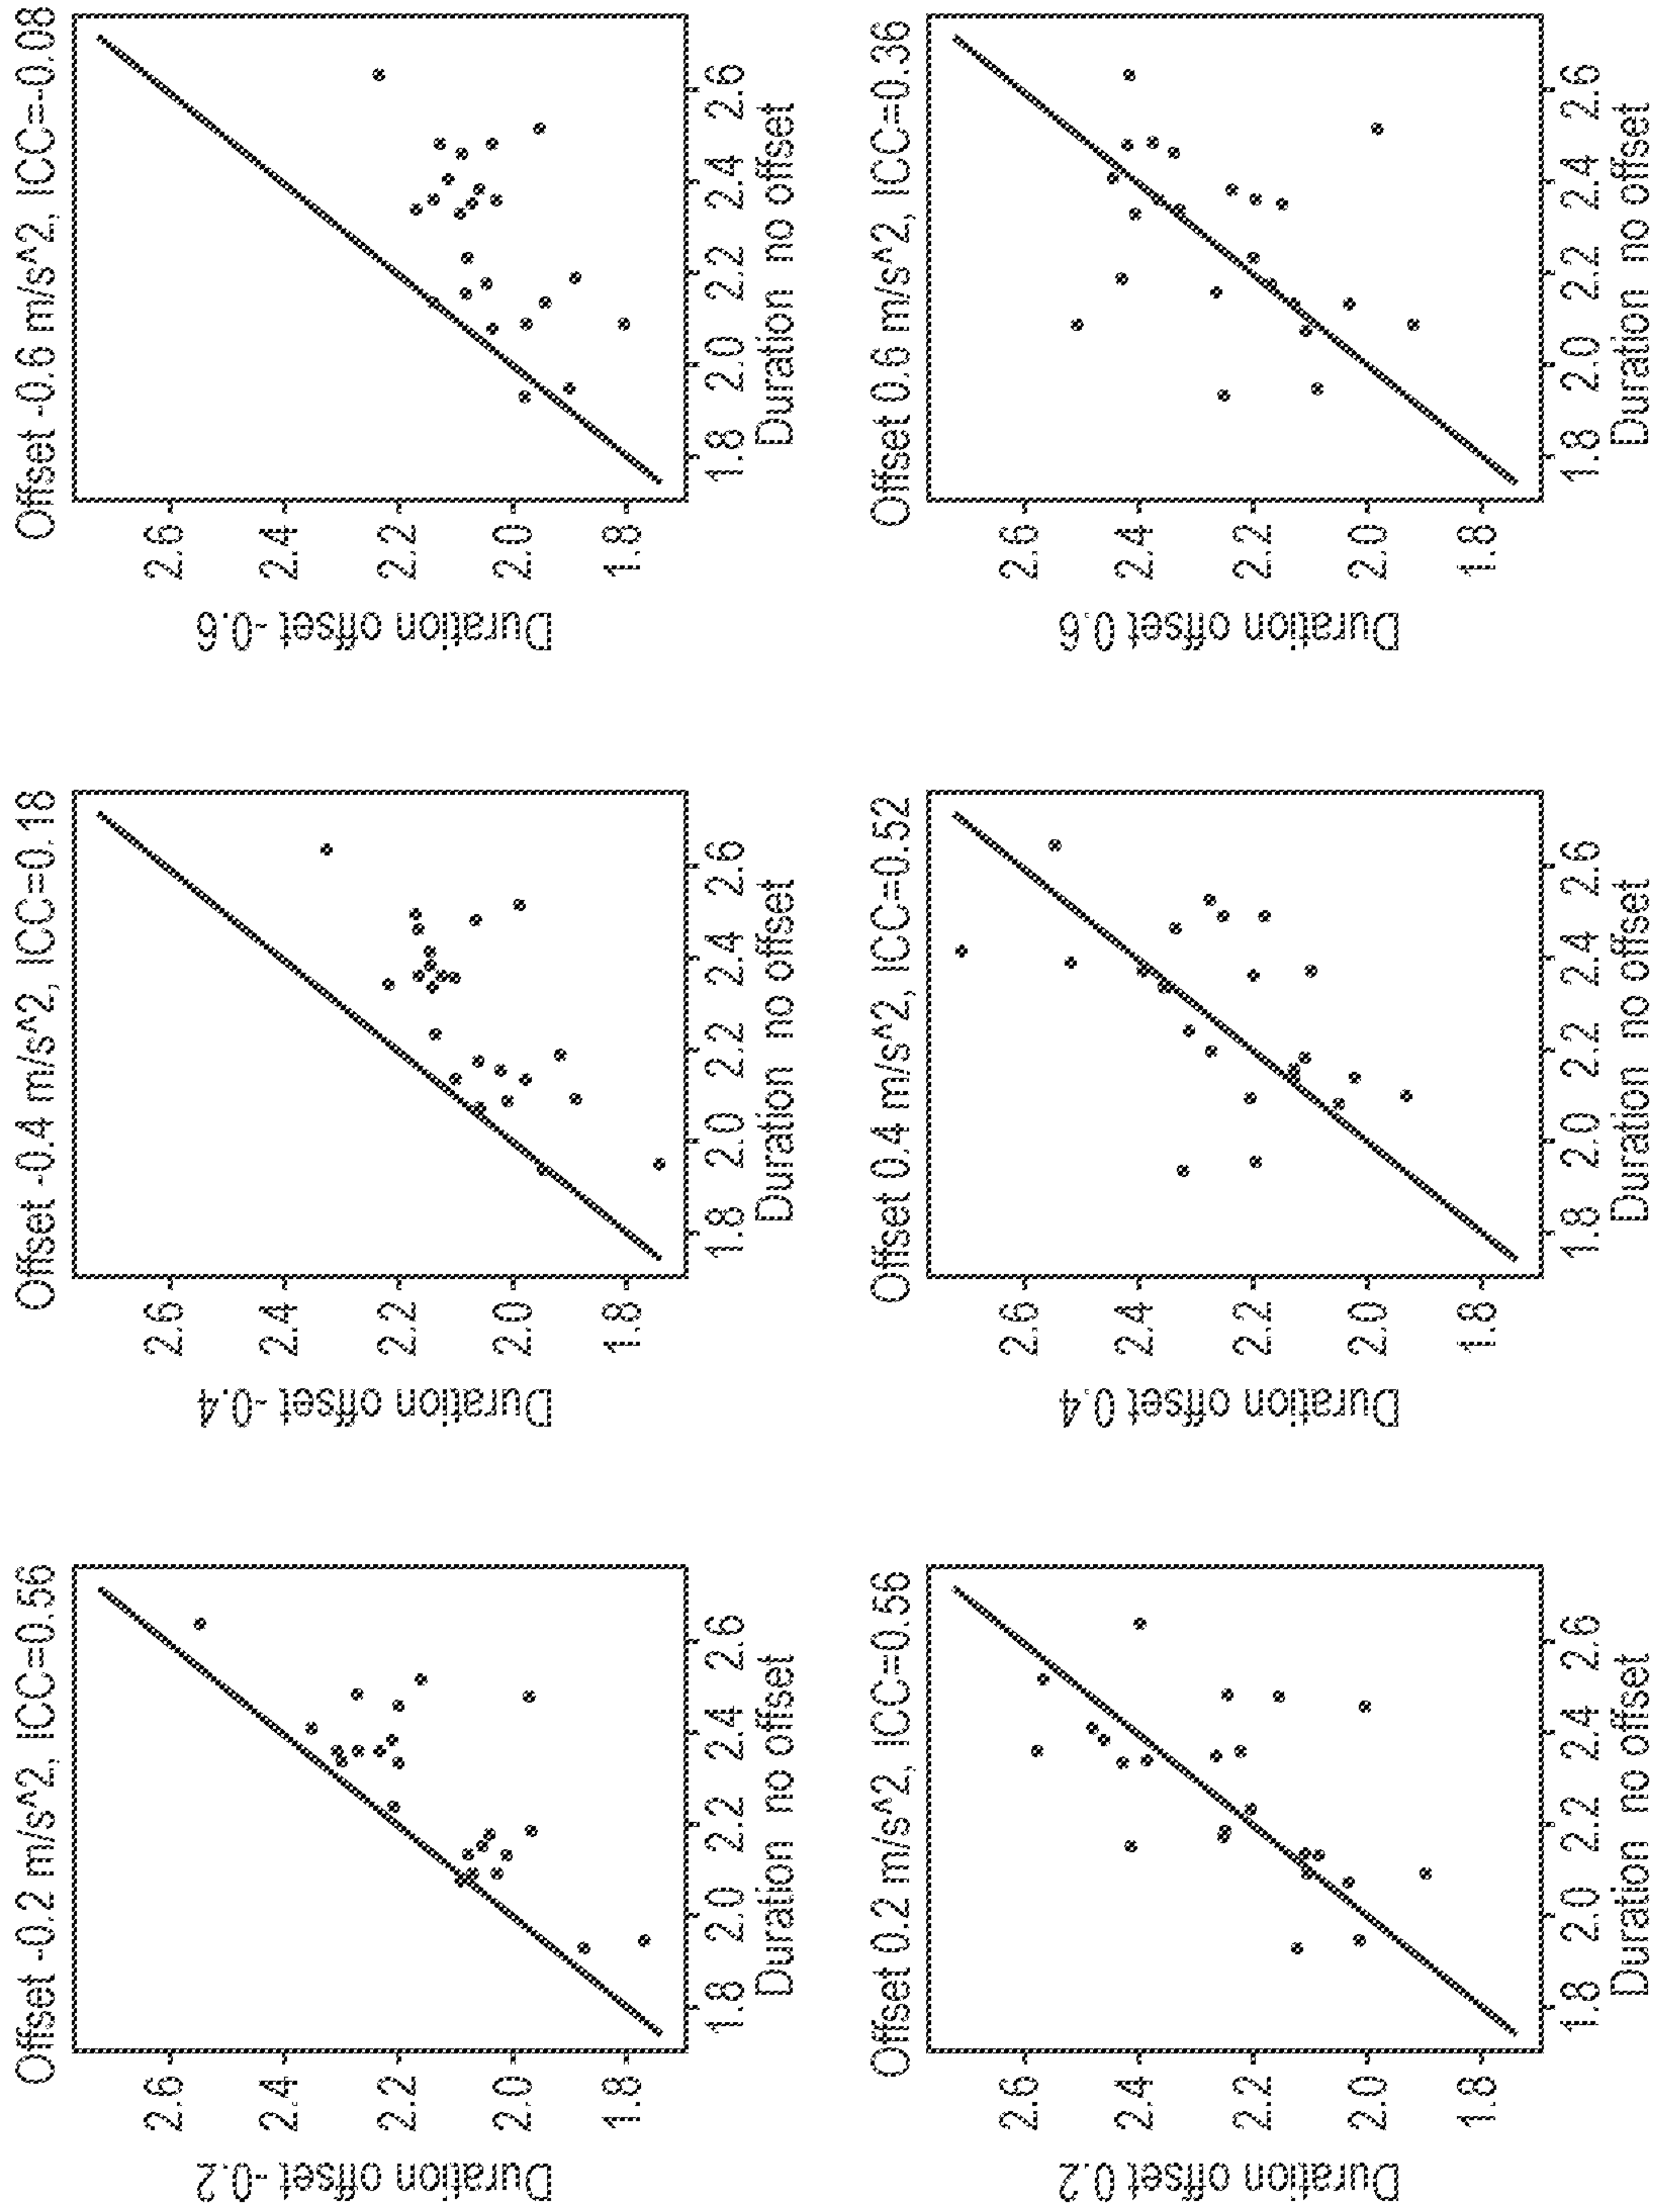 Offset -0.2 m/s^2, ICC=0.56
Duration offset -0.2
2.6
2.4
2.2
2.0
1.8
1.8 2.0 2.2 2.4 2.6
Duration no offset
Offset -0.4 m/s^2, ICC=0.18
Duration offset -0.4
2.6
2.4
2.2
2.0
1.8
1.8 2.0 2.2 2.4 2.6
Duration no offset
Offset -0.6 m/s^2, ICC=-0.08
Duration offset -0.6
2.6
2.4
2.2
2.0
1.8
1.8 2.0 2.2 2.4 2.6
Duration no offset
Offset 0.2 m/s^2, ICC=0.56
Duration offset 0.2
2.6
2.4
2.2
2.0
1.8
1.8 2.0 2.2 2.4 2.6
Duration no offset
Offset 0.4 m/s^2, ICC=0.52
Duration offset 0.4
2.6
2.4
2.2
2.0
1.8
1.8 2.0 2.2 2.4 2.6
Duration no offset
Offset 0.6 m/s^2, ICC=0.36
Duration offset 0.6
2.6
2.4
2.2
2.0
1.8
1.8 2.0 2.2 2.4 2.6
Duration no offset